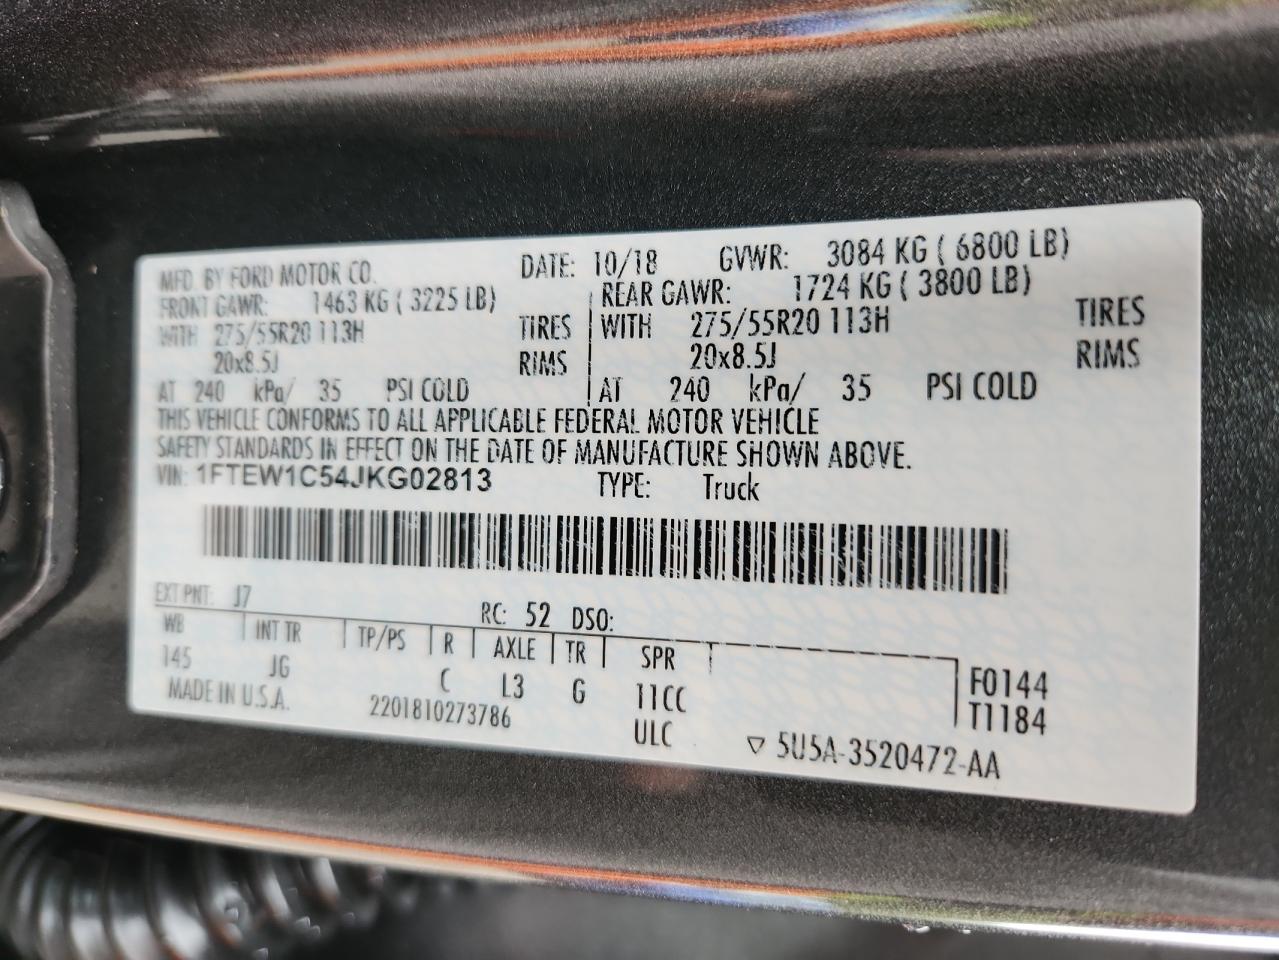 MFD. BY FORD MOTOR CO. DATE: 10/18 GVWR: 3084 KG ( 6800 LB)
FRONT GAWR: 1463 KG ( 3225 LB) REAR GAWR: 1724 KG ( 3800 LB)
WITH 275/55R20 113H TIRES WITH 275/55R20 113H TIRES
20x8.5J RIMS 20x8.5J RIMS
AT 240 kPa/ 35 PSI COLD AT 240 kPa/ 35 PSI COLD
THIS VEHICLE CONFORMS TO ALL APPLICABLE FEDERAL MOTOR VEHICLE
SAFETY STANDARDS IN EFFECT ON THE DATE OF MANUFACTURE SHOWN ABOVE.
VIN: 1FTEW1C54JKG02813 TYPE: Truck
EXT PNT: J7 RC: 52 DSO:
WB INT TR TP/PS R AXLE TR SPR
145 JG C L3 G 11CC F0144
MADE IN U.S.A. 2201810273786 ULC T1184
▽ 5U5A-3520472-AA